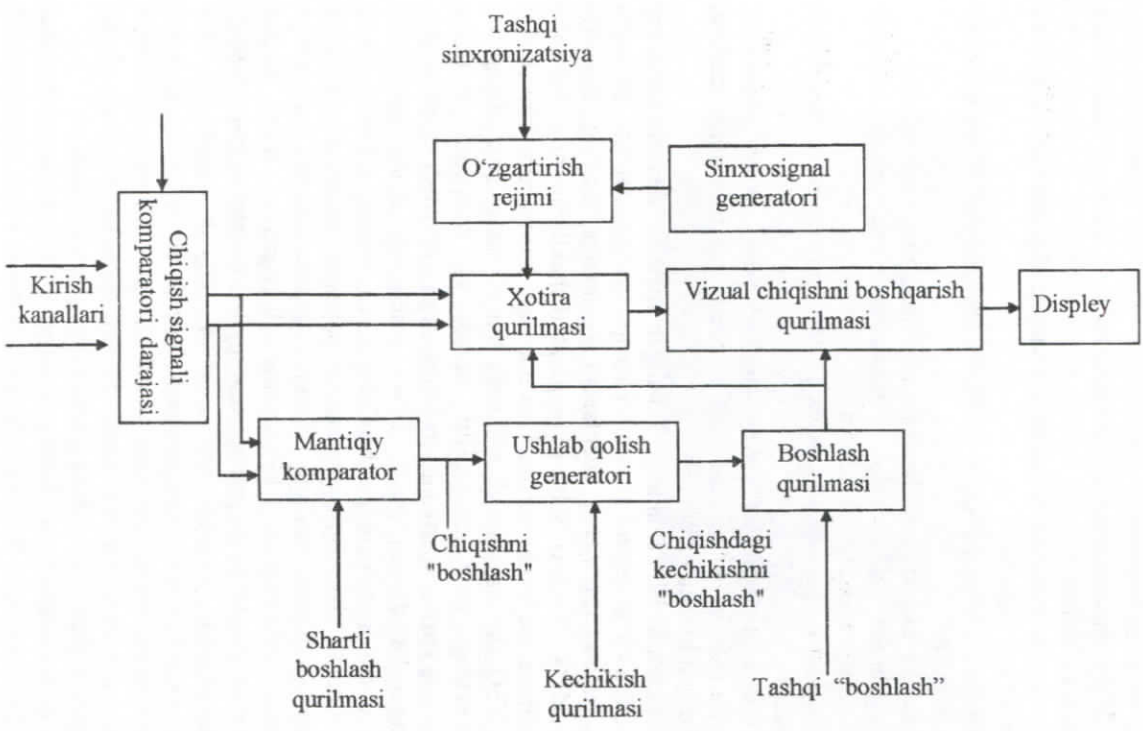 Tashqi
sinxronizatsiya
O‘zgartirish
rejimi
Sinxrosignal
generatori
Chiqish signali
komparatori darajasi
Kirish
kanallari
Xotira
qurilmasi
Vizual chiqishni boshqarish
qurilmasi
Displey
Mantiqiy
komparator
Ushlab qolish
generatori
Boshlash
qurilmasi
Chiqishni
"boshlash"
Chiqishdagi
kechikishni
"boshlash"
Shartli
boshlash
qurilmasi
Kechikish
qurilmasi
Tashqi “boshlash”